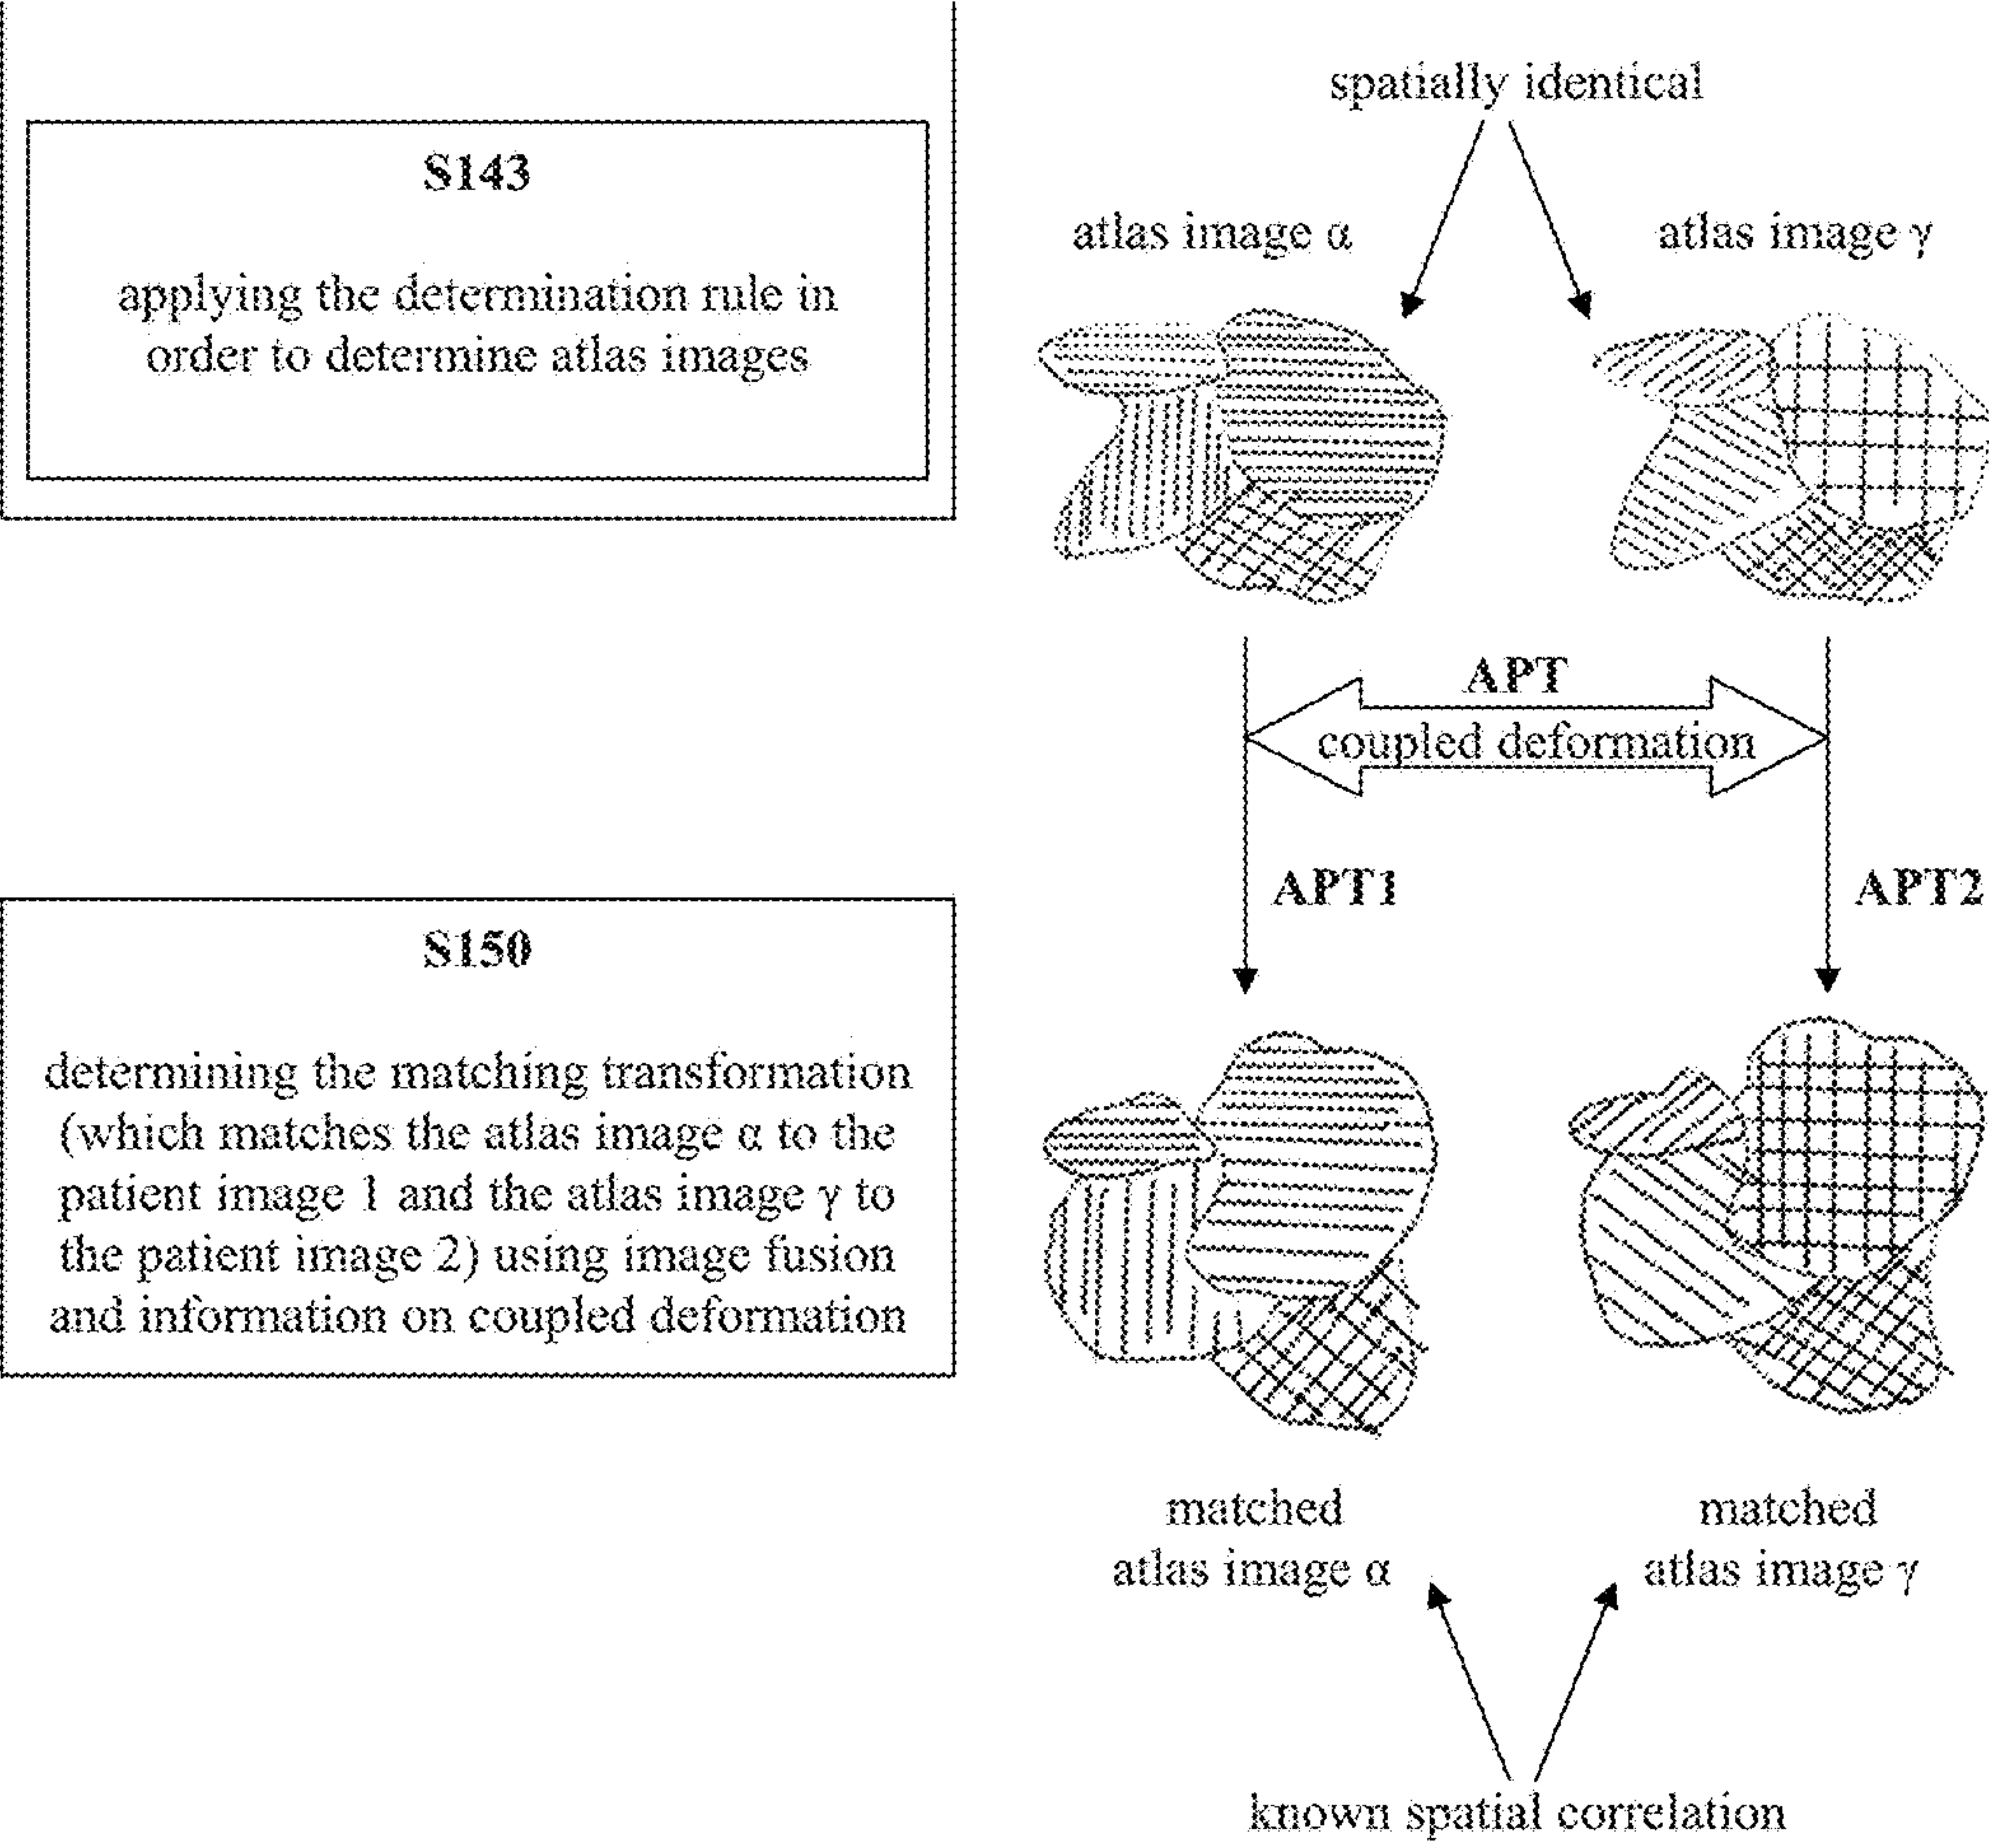 S143
applying the determination rule in
order to determine atlas images
spatially identical
atlas image α
atlas image γ
APT
coupled deformation
APT1
APT2
S150
determining the matching transformation
(which matches the atlas image α to the
patient image 1 and the atlas image γ to
the patient image 2) using image fusion
and information on coupled deformation
matched
atlas image α
matched
atlas image γ
known spatial correlation